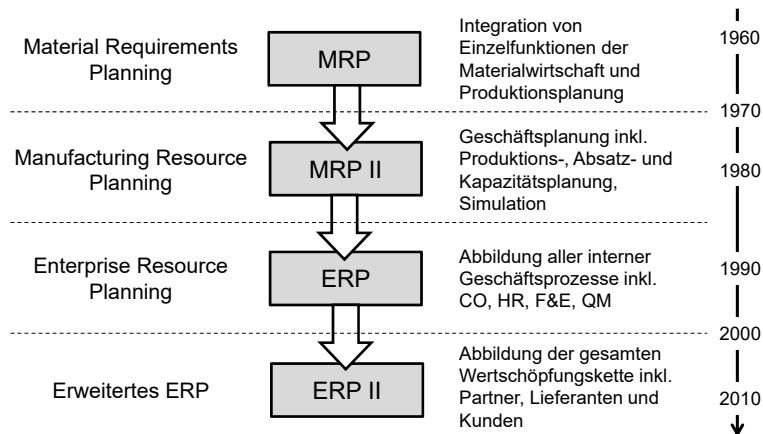 Material Requirements
Planning
MRP
Integration von
Einzelfunktionen der
Materialwirtschaft und
Produktionsplanung
1960
1970
Manufacturing Resource
Planning
MRP II
Geschäftsplanung inkl.
Produktions-, Absatz- und
Kapazitätsplanung,
Simulation
1980
Enterprise Resource
Planning
ERP
Abbildung aller interner
Geschäftsprozesse inkl.
CO, HR, F&E, QM
1990
2000
Erweitertes ERP
ERP II
Abbildung der gesamten
Wertschöpfungskette inkl.
Partner, Lieferanten und
Kunden
2010